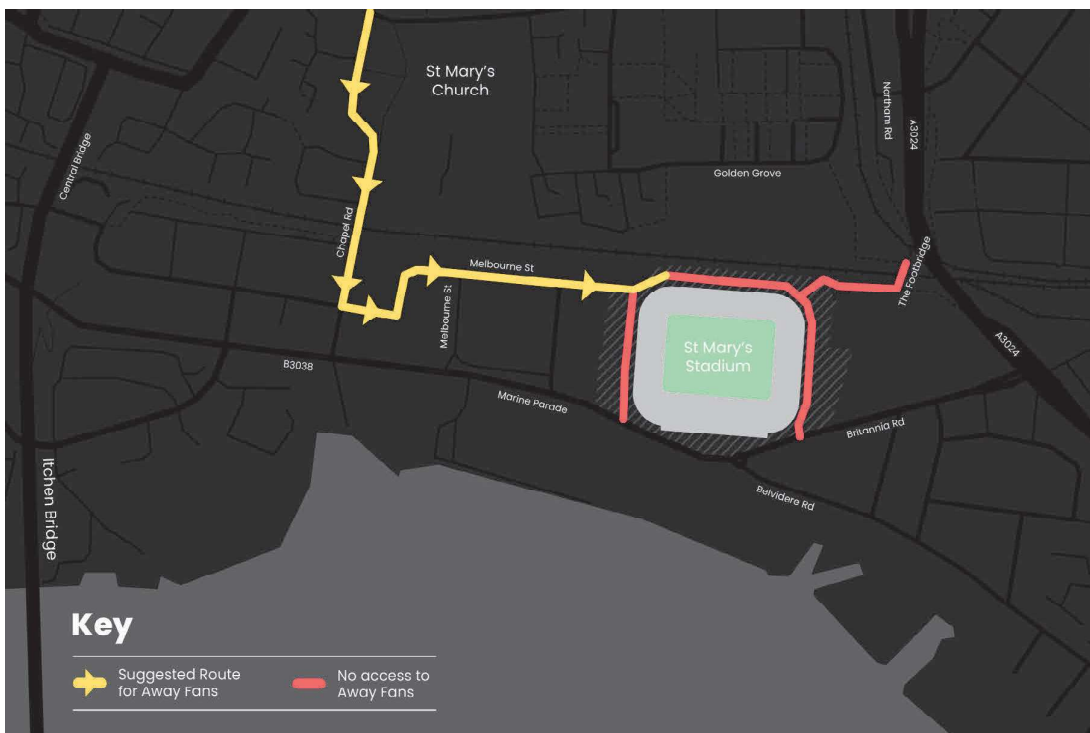 St Mary's
Church
Central Bridge
Northam Rd
A3024
Golden Grove
Chapel Rd
Melbourne St
The Footbridge
Melbourne St
St Mary's
Stadium
A3024
B3038
Marine Parade
Britannia Rd
Itchen Bridge
Belvidere Rd
Key
Suggested Route
for Away Fans
No access to
Away Fans